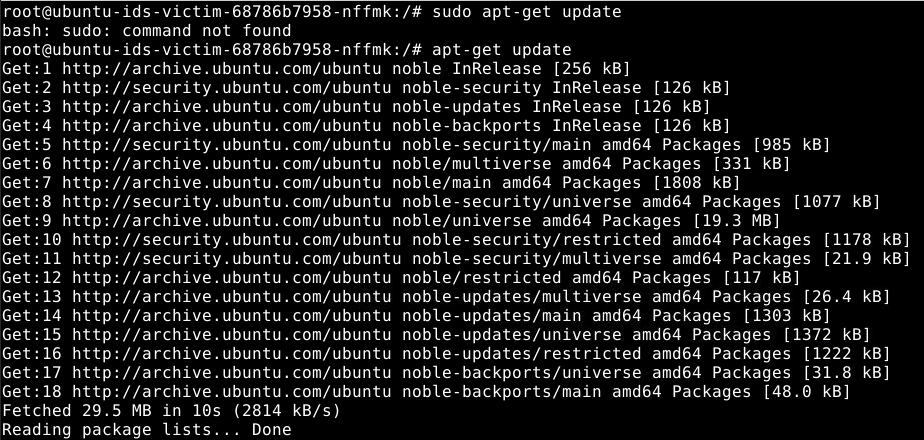 root@ubuntu-ids-victim-68786b7958-nffmk:/# sudo apt-get update
bash: sudo: command not found
root@ubuntu-ids-victim-68786b7958-nffmk:/# apt-get update
Get:1 http://archive.ubuntu.com/ubuntu noble InRelease [256 kB]
Get:2 http://security.ubuntu.com/ubuntu noble-security InRelease [126 kB]
Get:3 http://archive.ubuntu.com/ubuntu noble-updates InRelease [126 kB]
Get:4 http://archive.ubuntu.com/ubuntu noble-backports InRelease [126 kB]
Get:5 http://security.ubuntu.com/ubuntu noble-security/main amd64 Packages [985 kB]
Get:6 http://archive.ubuntu.com/ubuntu noble/multiverse amd64 Packages [331 kB]
Get:7 http://archive.ubuntu.com/ubuntu noble/main amd64 Packages [1808 kB]
Get:8 http://security.ubuntu.com/ubuntu noble-security/universe amd64 Packages [1077 kB]
Get:9 http://archive.ubuntu.com/ubuntu noble/universe amd64 Packages [19.3 MB]
Get:10 http://security.ubuntu.com/ubuntu noble-security/restricted amd64 Packages [1178 kB]
Get:11 http://security.ubuntu.com/ubuntu noble-security/multiverse amd64 Packages [21.9 kB]
Get:12 http://archive.ubuntu.com/ubuntu noble/restricted amd64 Packages [117 kB]
Get:13 http://archive.ubuntu.com/ubuntu noble-updates/multiverse amd64 Packages [26.4 kB]
Get:14 http://archive.ubuntu.com/ubuntu noble-updates/main amd64 Packages [1303 kB]
Get:15 http://archive.ubuntu.com/ubuntu noble-updates/universe amd64 Packages [1372 kB]
Get:16 http://archive.ubuntu.com/ubuntu noble-updates/restricted amd64 Packages [1222 kB]
Get:17 http://archive.ubuntu.com/ubuntu noble-backports/universe amd64 Packages [31.8 kB]
Get:18 http://archive.ubuntu.com/ubuntu noble-backports/main amd64 Packages [48.0 kB]
Fetched 29.5 MB in 10s (2814 kB/s)
Reading package lists... Done